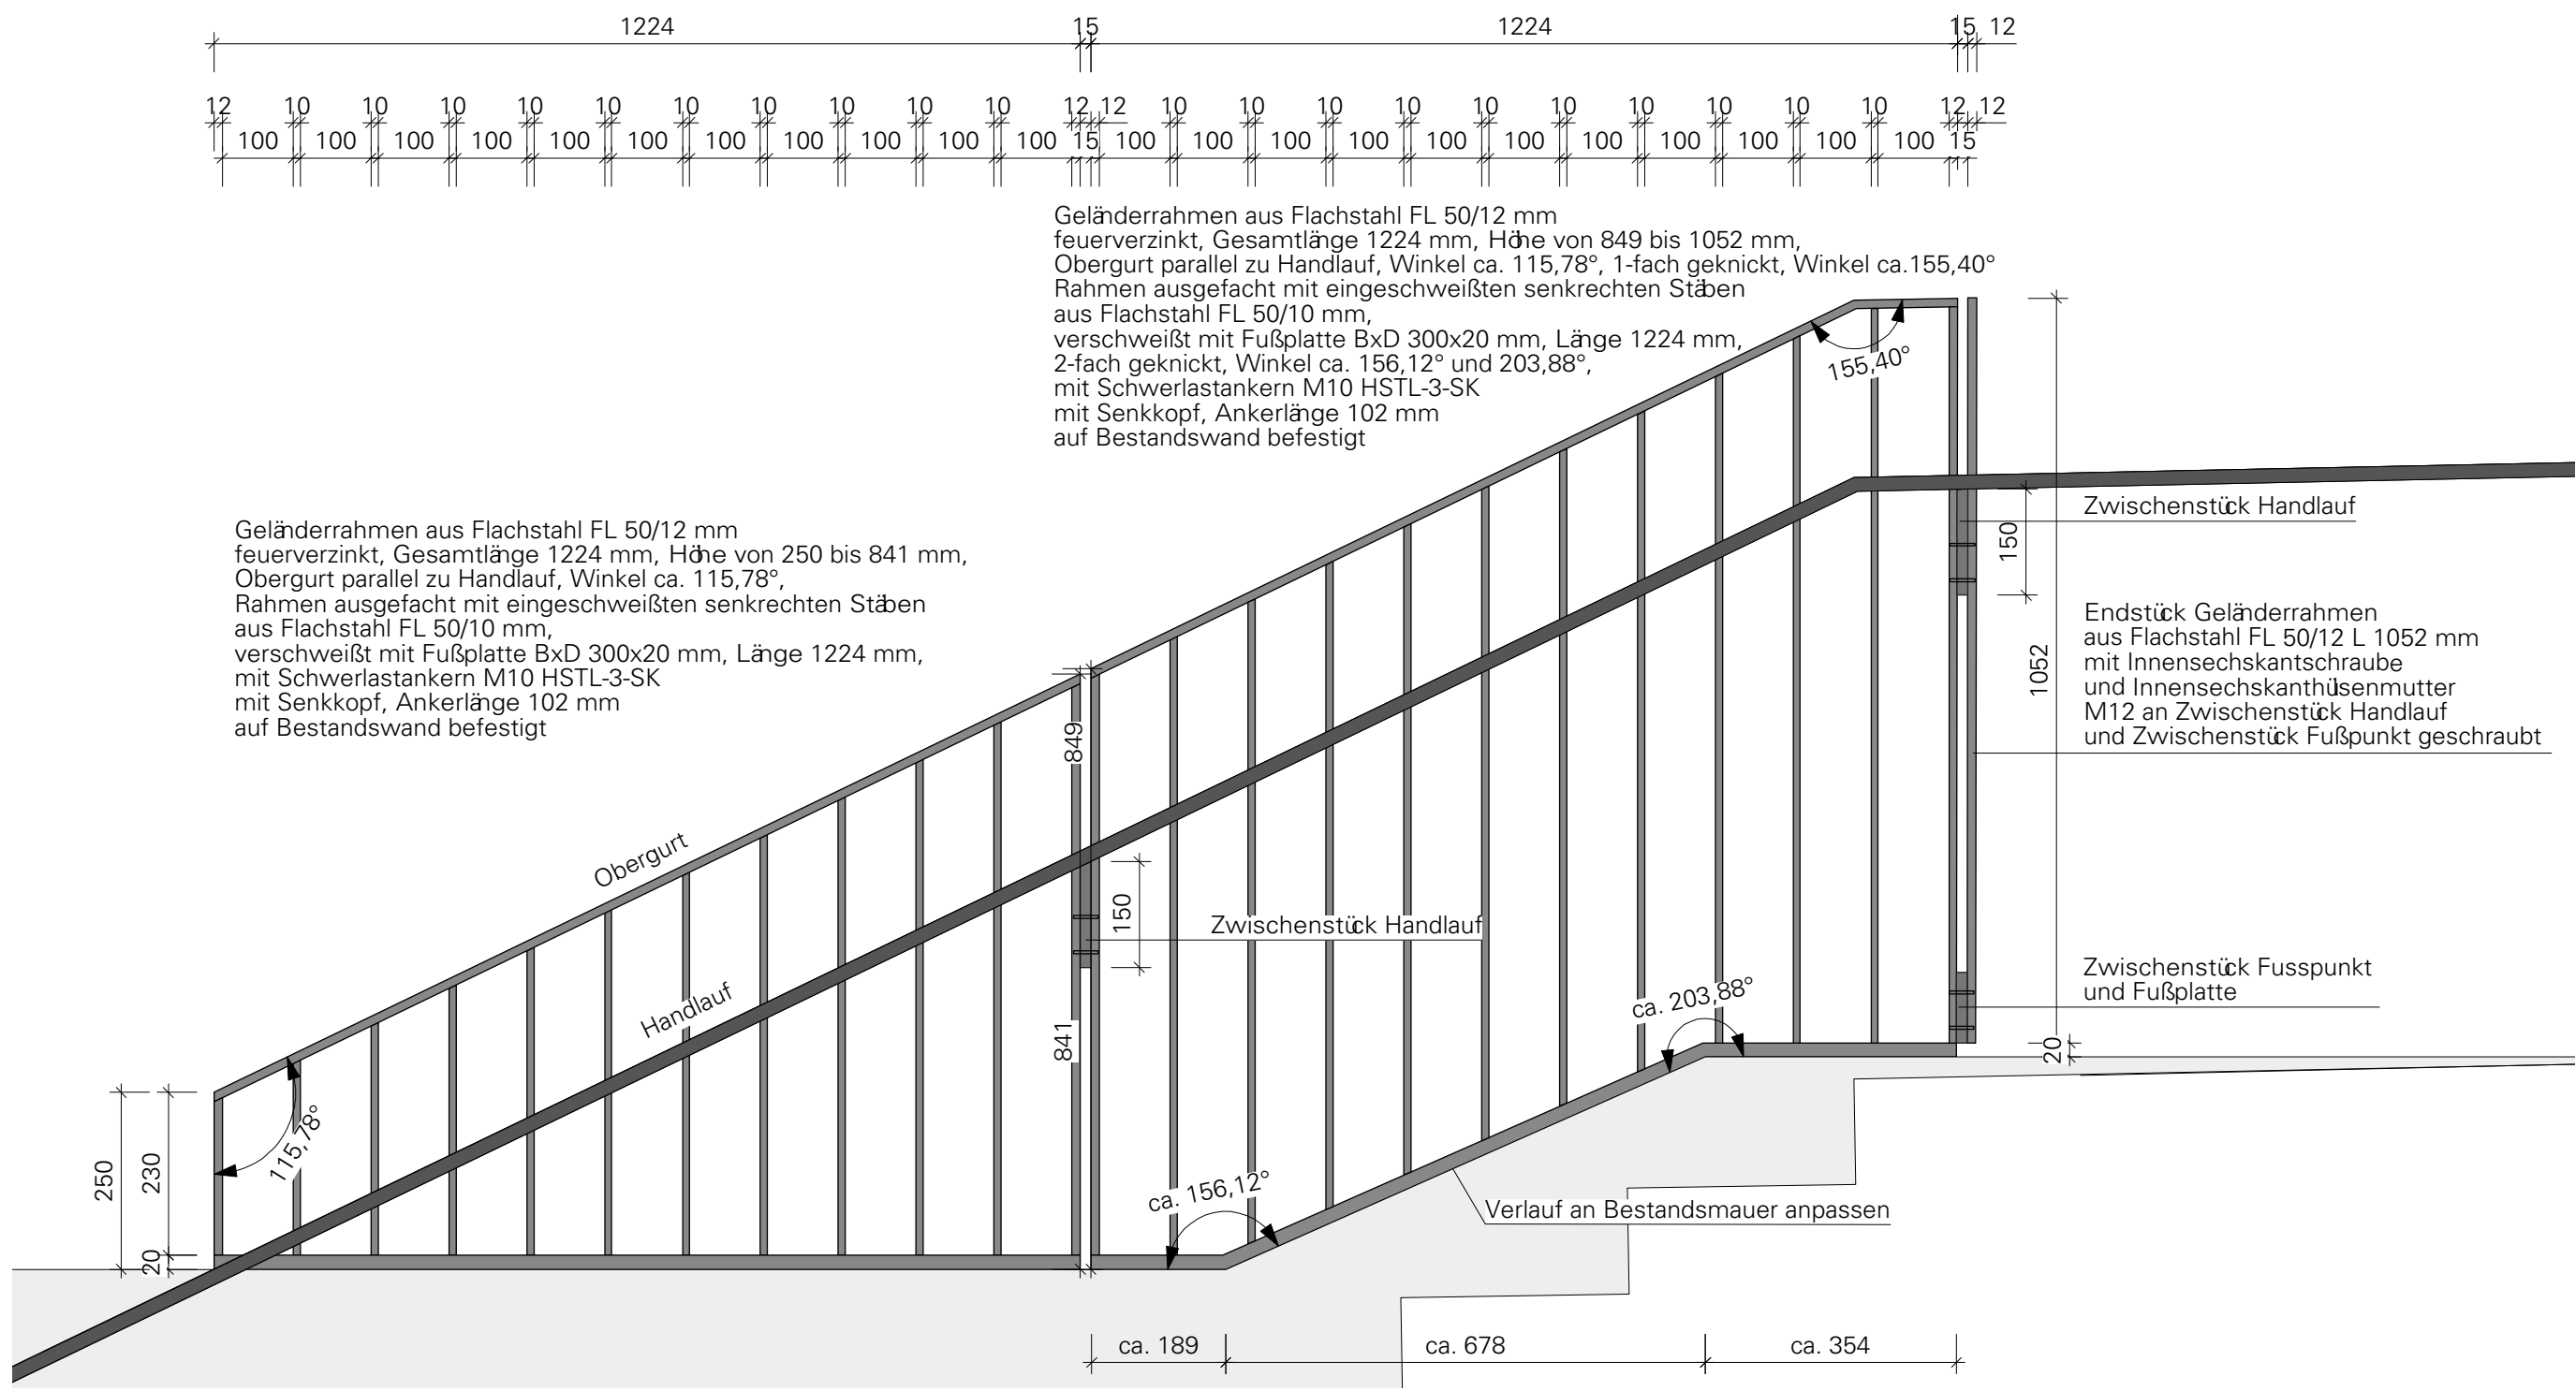 1224 15 1224 15 12
12 10 10 10 10 10 10 10 10 10 10 12 12 10 10 10 10 10 10 10 10 10 10 12 12
100 100 100 100 100 100 100 100 100 100 100 15 100 100 100 100 100 100 100 100 100 100 100 15
Geländerrahmen aus Flachstahl FL 50/12 mm
feuerverzinkt, Gesamtlänge 1224 mm, Höhe von 849 bis 1052 mm,
Obergurt parallel zu Handlauf, Winkel ca. 115,78°, 1-fach geknickt, Winkel ca.155,40°
Rahmen ausgefacht mit eingeschweißten senkrechten Stäben
aus Flachstahl FL 50/10 mm,
verschweißt mit Fußplatte BxD 300x20 mm, Länge 1224 mm,
2-fach geknickt, Winkel ca. 156,12° und 203,88°,
mit Schwerlastankern M10 HSTL-3-SK
mit Senkkopf, Ankerlänge 102 mm
auf Bestandswand befestigt
155,40°
Geländerrahmen aus Flachstahl FL 50/12 mm
feuerverzinkt, Gesamtlänge 1224 mm, Höhe von 250 bis 841 mm,
Obergurt parallel zu Handlauf, Winkel ca. 115,78°,
Rahmen ausgefacht mit eingeschweißten senkrechten Stäben
aus Flachstahl FL 50/10 mm,
verschweißt mit Fußplatte BxD 300x20 mm, Länge 1224 mm,
mit Schwerlastankern M10 HSTL-3-SK
mit Senkkopf, Ankerlänge 102 mm
auf Bestandswand befestigt
Zwischenstück Handlauf
150
Endstück Geländerrahmen
aus Flachstahl FL 50/12 L 1052 mm
mit Innensechskantschraube
und Innensechskanthülsenmutter
M12 an Zwischenstück Handlauf
und Zwischenstück Fußpunkt geschraubt
1052
849
Obergurt
150
Zwischenstück Handlauf
Handlauf
841
Zwischenstück Fusspunkt
und Fußplatte
ca. 203,88°
20
115,78°
250
230
20
ca. 156,12°
Verlauf an Bestandsmauer anpassen
ca. 189 ca. 678 ca. 354